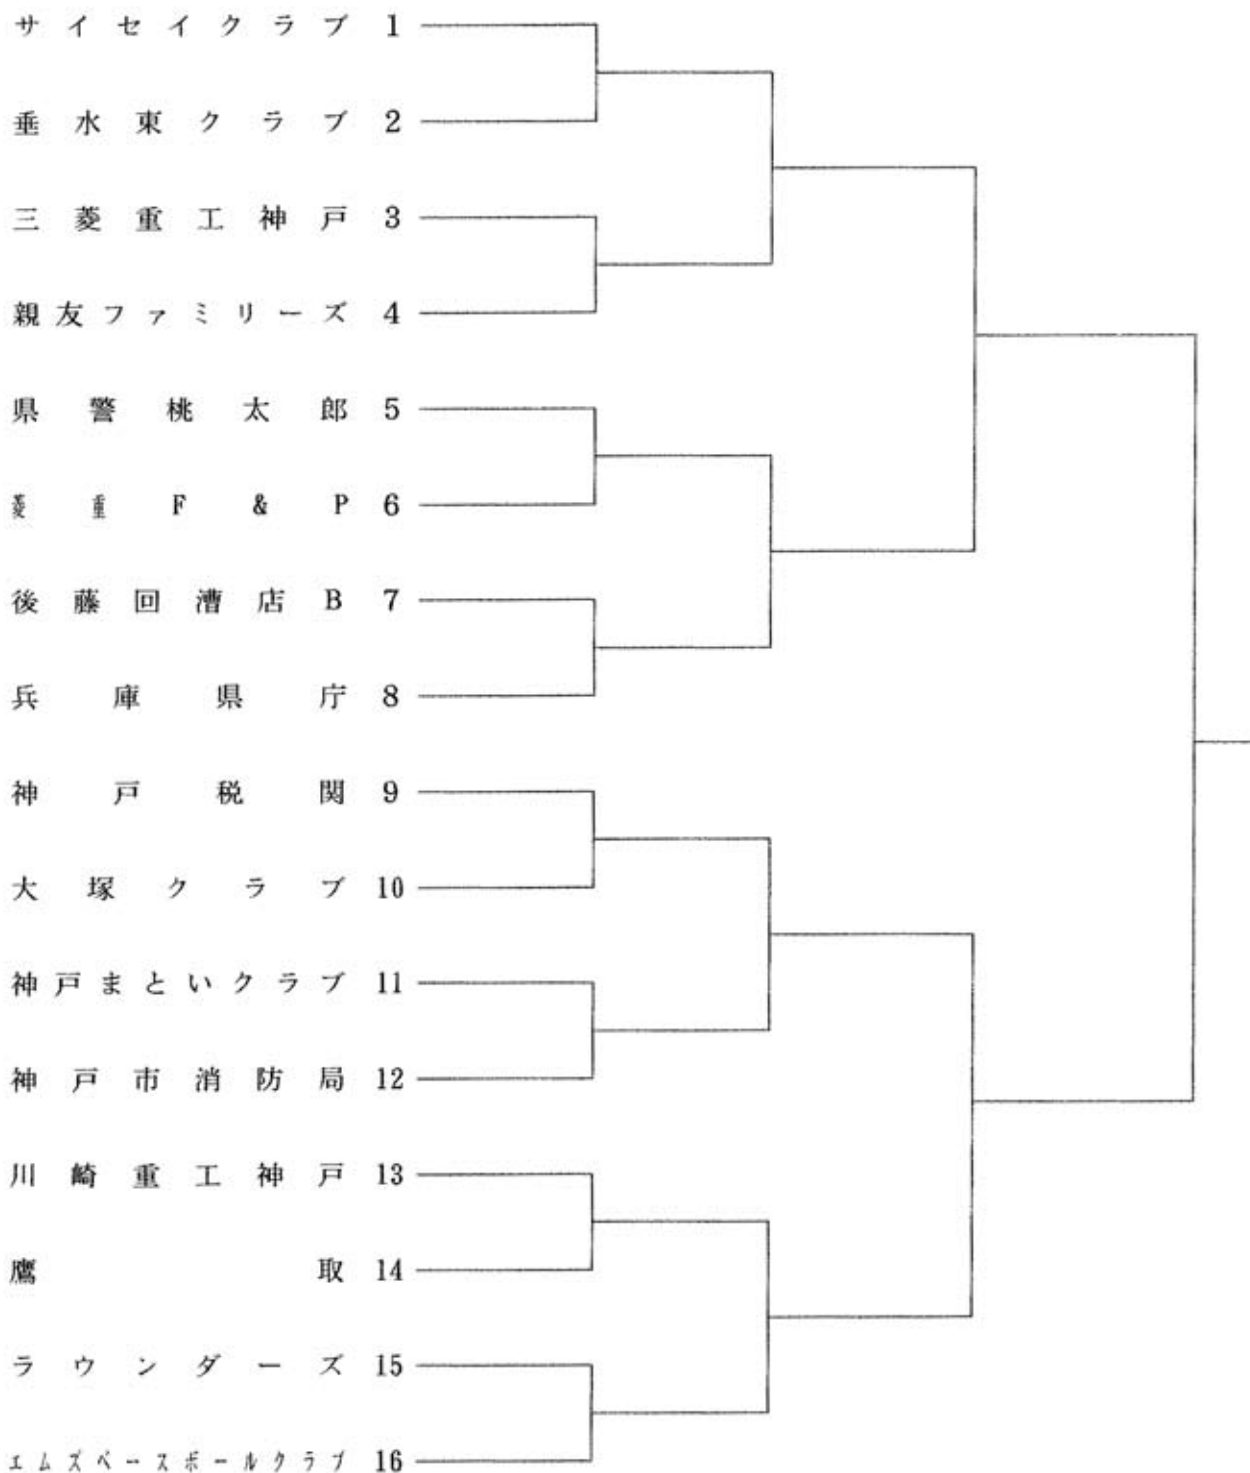 サイセイクラブ 1
垂水東クラブ 2
三菱重工神戸 3
親友ファミリーズ 4
県警桃太郎 5
菱重F&P 6
後藤回漕店B 7
兵庫県庁 8
神戸税関 9
大塚クラブ 10
神戸まといクラブ 11
神戸市消防局 12
川崎重工神戸 13
鷹取 14
ラウンダーズ 15
エムズベースボールクラブ 16